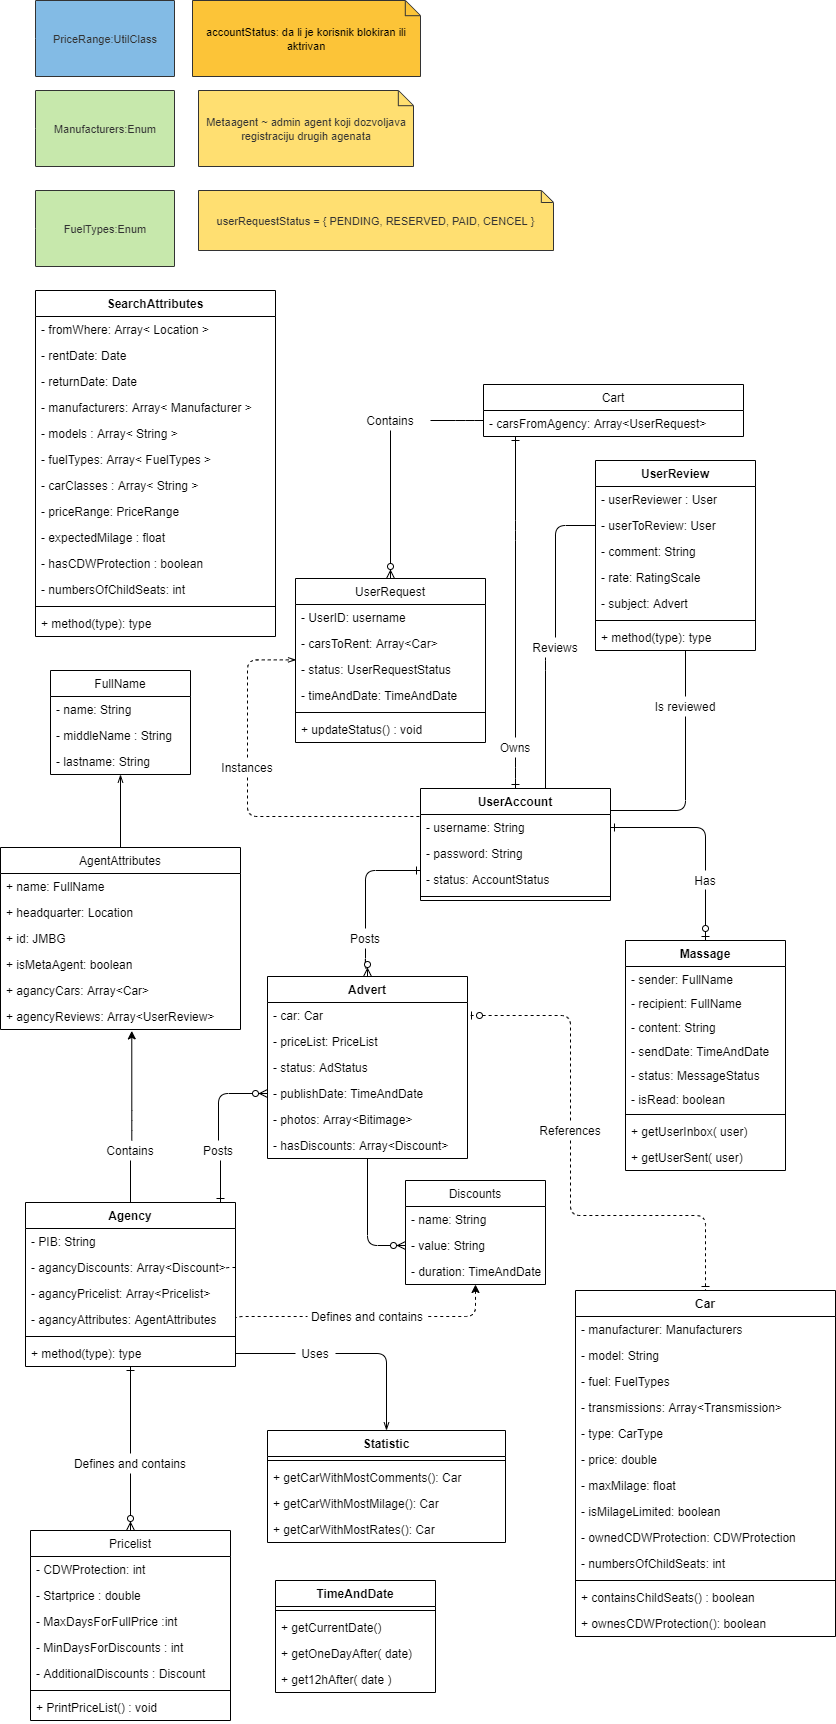 PriceRange:UtilClass
accountStatus: da li je korisnik blokiran ili
aktrivan
Manufacturers:Enum
Metaagent ~ admin agent koji dozvoljava
registraciju drugih agenata
FuelTypes:Enum
userRequestStatus = { PENDING, RESERVED, PAID, CENCEL }
SearchAttributes
- fromWhere: Array< Location >
- rentDate: Date
- returnDate: Date
- manufacturers: Array< Manufacturer >
- models : Array< String >
- fuelTypes: Array< FuelTypes >
- carClasses : Array< String >
- priceRange: PriceRange
- expectedMilage : float
- hasCDWProtection : boolean
- numbersOfChildSeats: int
+ method(type): type
Cart
- carsFromAgency: Array<UserRequest>
Contains
UserReview
- userReviewer : User
- userToReview: User
- comment: String
- rate: RatingScale
- subject: Advert
+ method(type): type
UserRequest
- UserID: username
- carsToRent: Array<Car>
- status: UserRequestStatus
- timeAndDate: TimeAndDate
+ updateStatus() : void
Reviews
Is reviewed
Owns
Instances
FullName
- name: String
- middleName : String
- lastname: String
UserAccount
- username: String
- password: String
- status: AccountStatus
AgentAttributes
+ name: FullName
+ headquarter: Location
+ id: JMBG
+ isMetaAgent: boolean
+ agancyCars: Array<Car>
+ agencyReviews: Array<UserReview>
Has
Posts
Massage
- sender: FullName
- recipient: FullName
- content: String
- sendDate: TimeAndDate
- status: MessageStatus
- isRead: boolean
+ getUserInbox( user)
+ getUserSent( user)
Advert
- car: Car
- priceList: PriceList
- status: AdStatus
- publishDate: TimeAndDate
- photos: Array<Bitimage>
- hasDiscounts: Array<Discount>
References
Contains
Posts
Discounts
- name: String
- value: String
- duration: TimeAndDate
Agency
- PIB: String
- agancyDiscounts: Array<Discount>
- agancyPricelist: Array<Pricelist>
- agancyAttributes: AgentAttributes
+ method(type): type
Defines and contains
Uses
Car
- manufacturer: Manufacturers
- model: String
- fuel: FuelTypes
- transmissions: Array<Transmission>
- type: CarType
- price: double
- maxMilage: float
- isMilageLimited: boolean
- ownedCDWProtection: CDWProtection
- numbersOfChildSeats: int
+ containsChildSeats() : boolean
+ ownesCDWProtection(): boolean
Statistic
+ getCarWithMostComments(): Car
+ getCarWithMostMilage(): Car
+ getCarWithMostRates(): Car
Defines and contains
Pricelist
- CDWProtection: int
- Startprice : double
- MaxDaysForFullPrice :int
- MinDaysForDiscounts : int
- AdditionalDiscounts : Discount
+ PrintPriceList() : void
TimeAndDate
+ getCurrentDate()
+ getOneDayAfter( date)
+ get12hAfter( date )